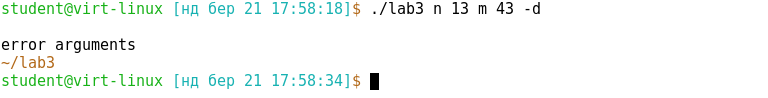 student@virt-linux [нд бер 21 17:58:18]$ ./lab3 n 13 m 43 -d
error arguments
~/lab3
student@virt-linux [нд бер 21 17:58:34]$